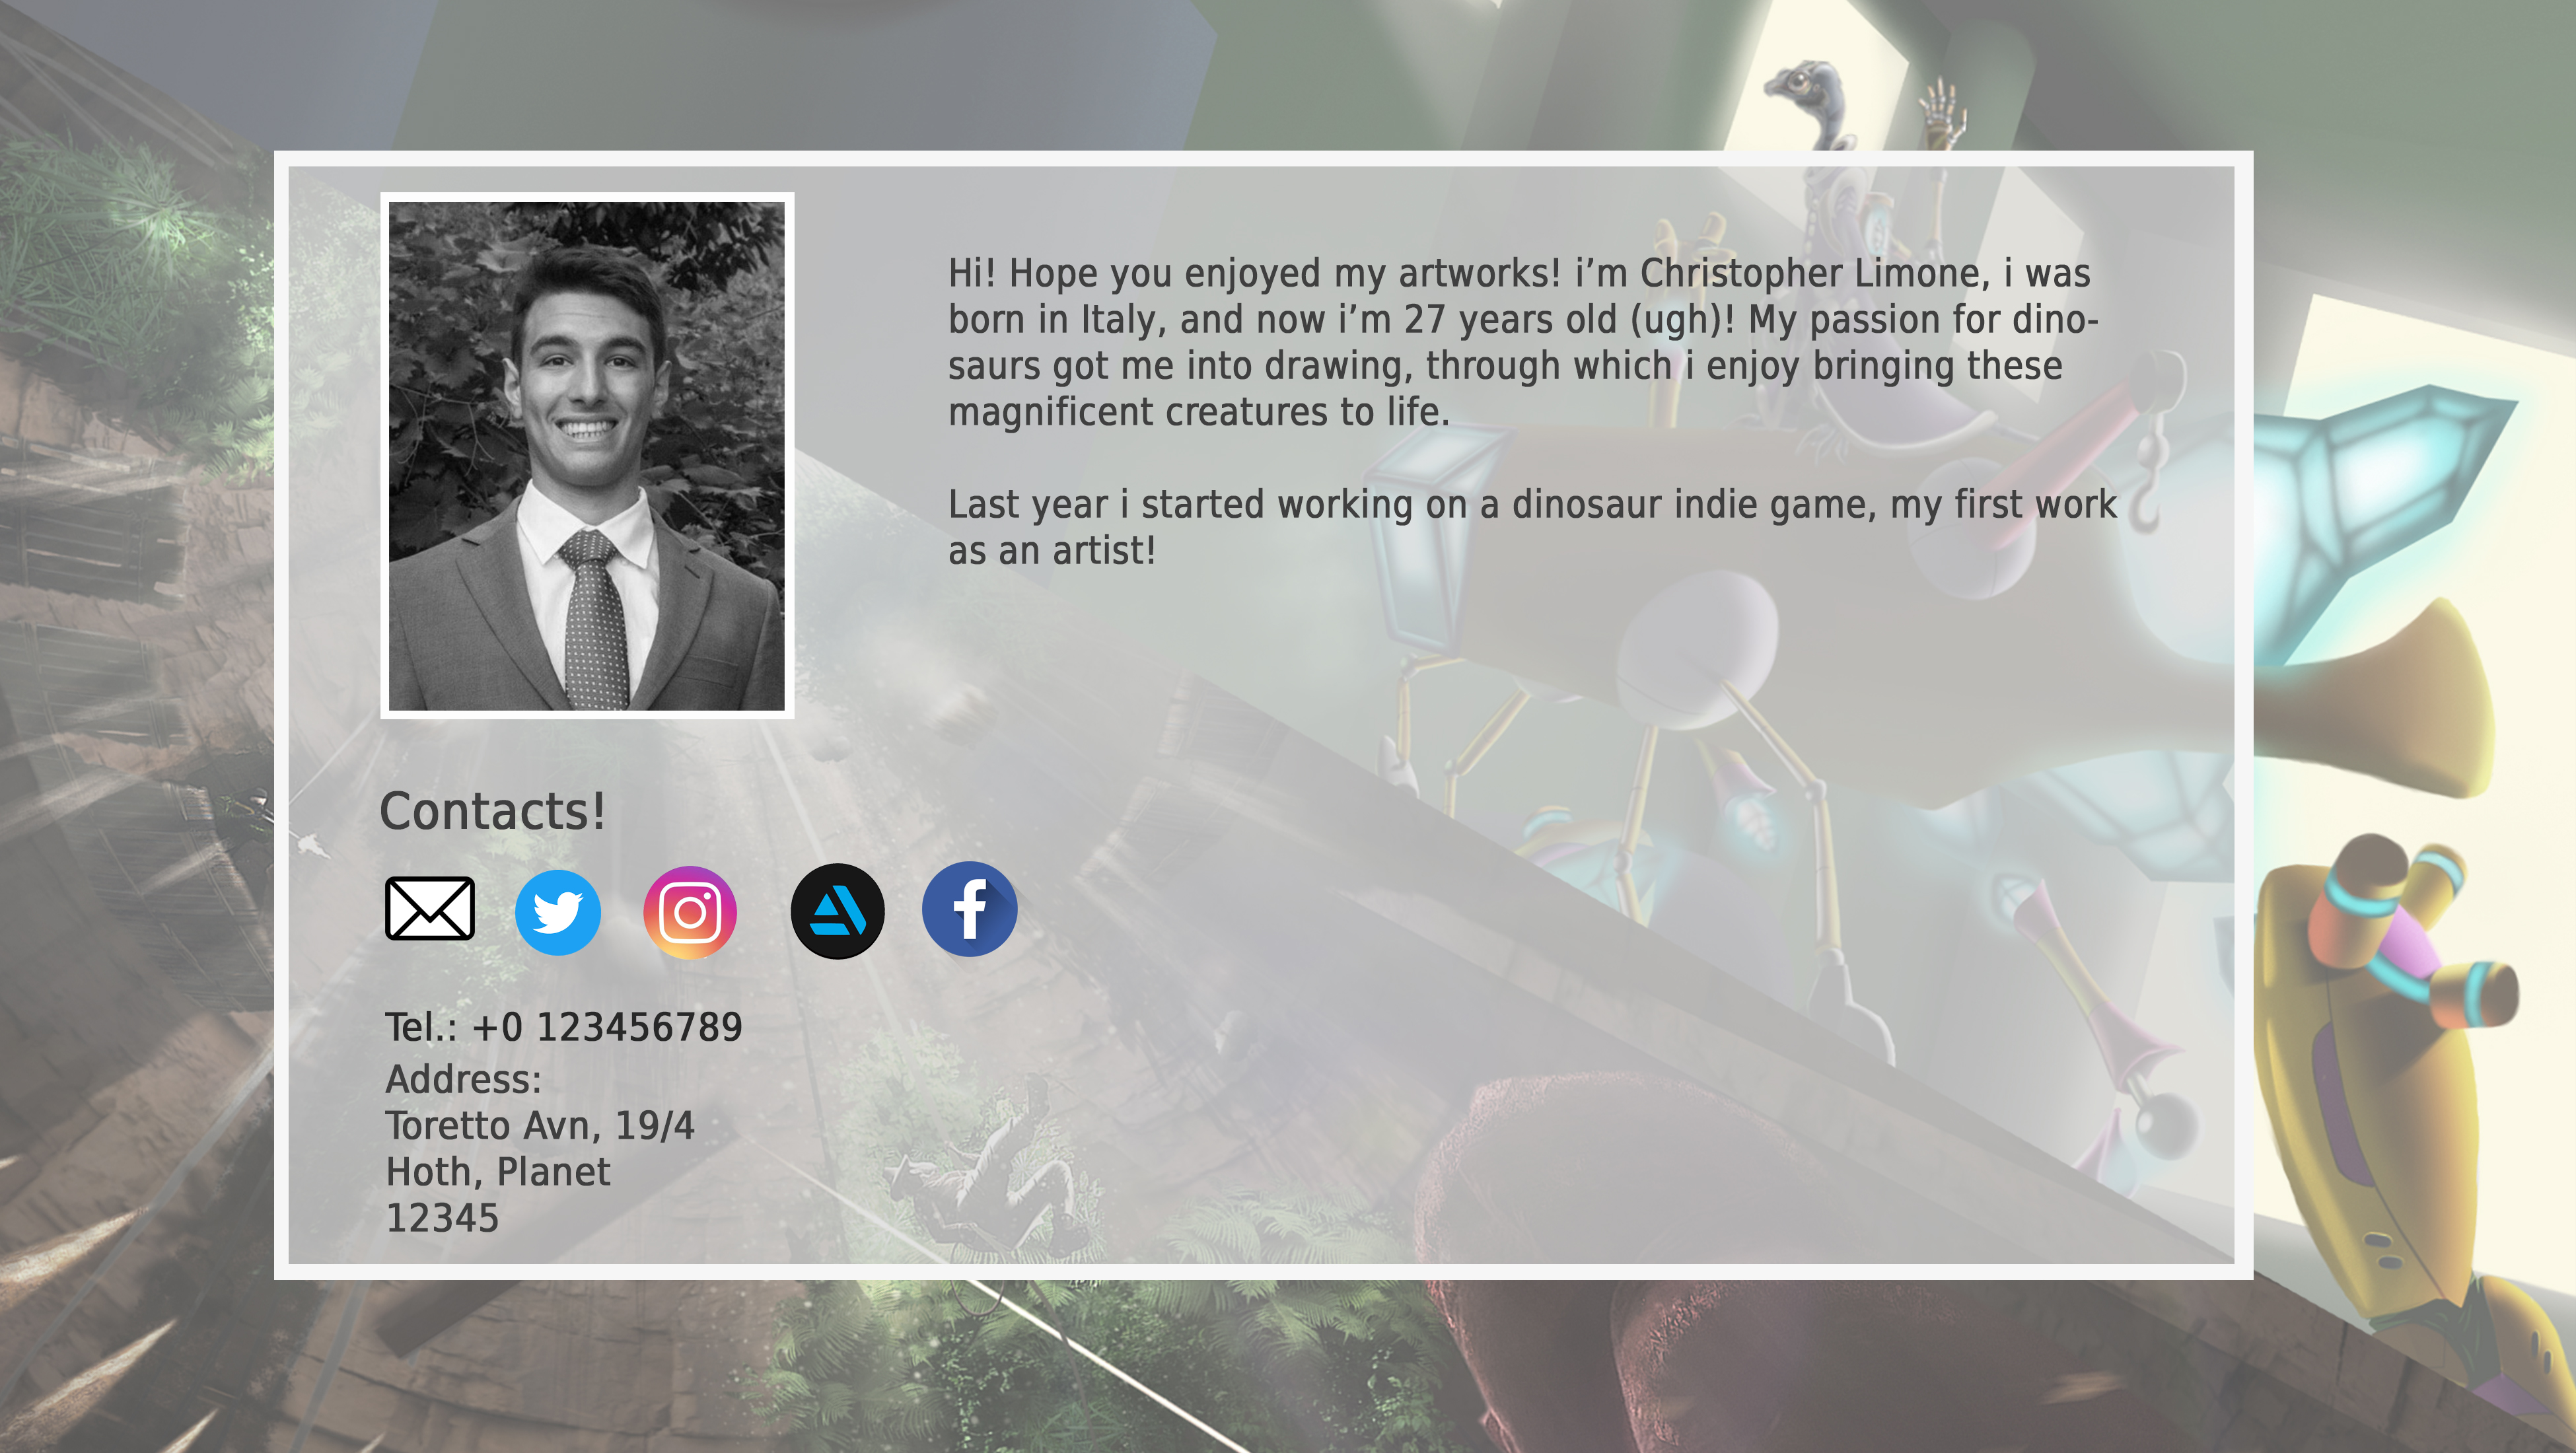 Hi! Hope you enjoyed my artworks! i’m Christopher Limone, i was
born in Italy, and now i’m 27 years old (ugh)! My passion for dino-
saurs got me into drawing, through which i enjoy bringing these
magnificent creatures to life.
Last year i started working on a dinosaur indie game, my first work
as an artist!
Contacts!
Tel.: +0 123456789
Address:
Toretto Avn, 19/4
Hoth, Planet
12345